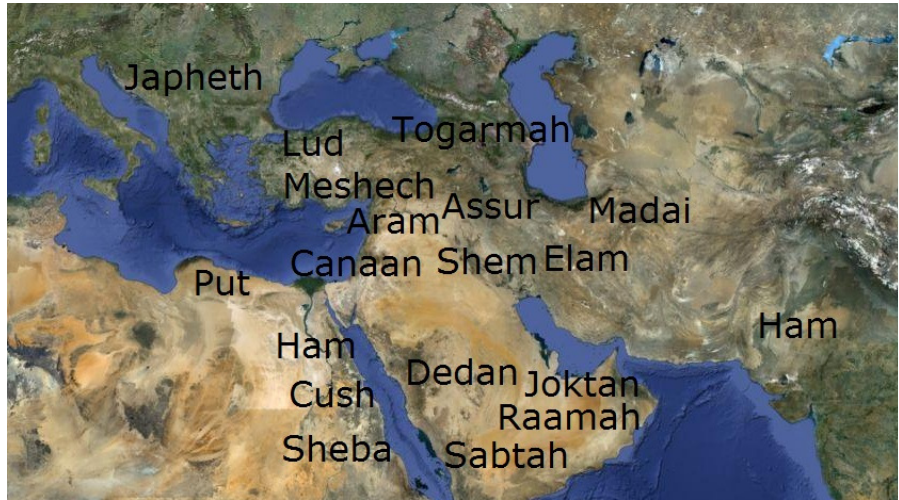 Japheth
Togarmah
Lud
Meshech
Assur
Madai
Aram
Canaan
Shem
Elam
Put
Ham
Ham
Dedan
Joktan
Cush
Raamah
Sheba
Sabtah